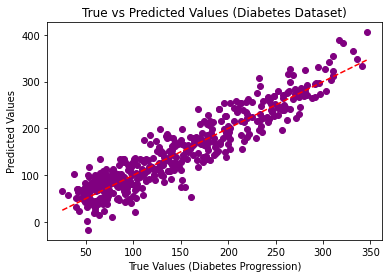 True vs Predicted Values (Diabetes Dataset)
400
300
200
100
0
Predicted Values
50 100 150 200 250 300 350
True Values (Diabetes Progression)